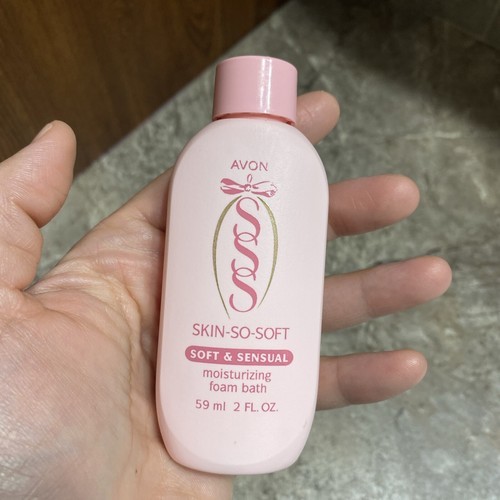 AVON
SSS
SKIN-SO-SOFT
SOFT & SENSUAL
moisturizing
foam bath
59 ml 2 FL. OZ.